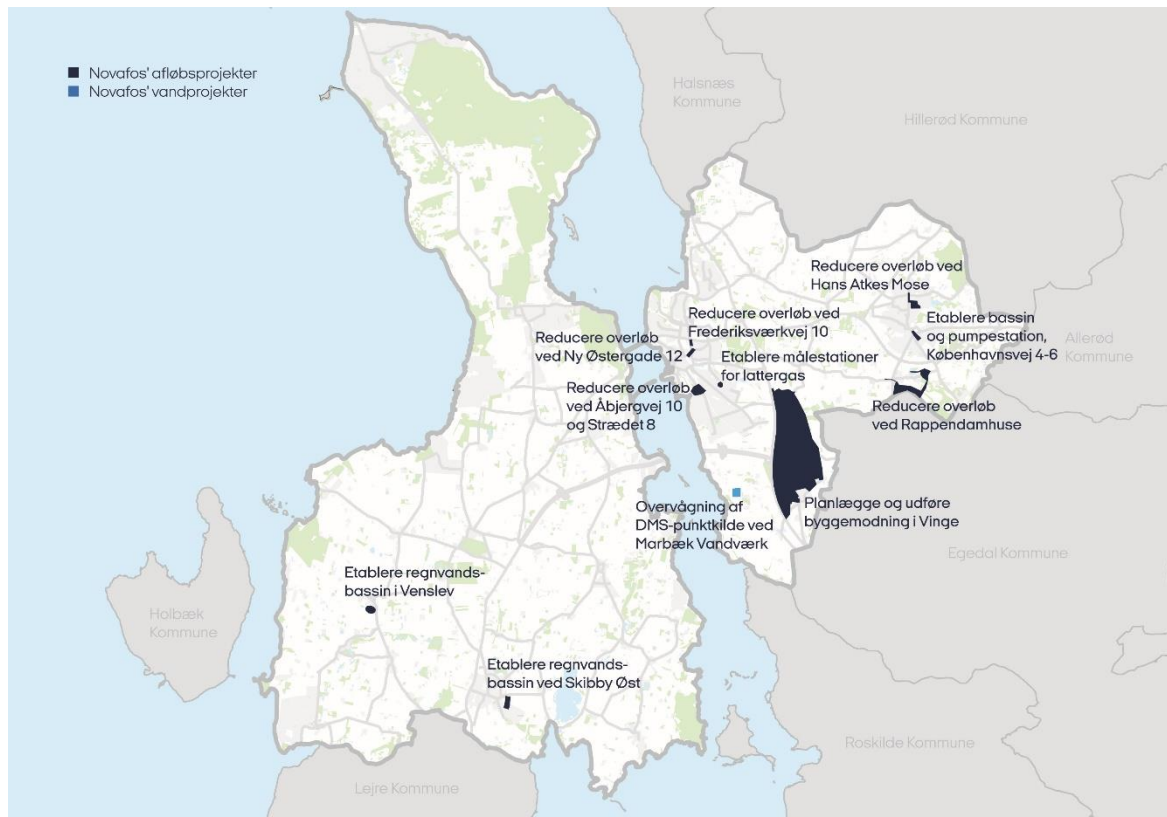 Novafos' afløbsprojekter
Novafos' vandprojekter
Halsnæs
Kommune
Hillerød Kommune
Reducere overløb ved
Hans Atkes Mose
Reducere overløb ved
Frederiksværkvej 10
Etablere bassin
og pumpestation,
Københavnsvej 4-6
Allerød
Kommune
Reducere overløb
ved Ny Østergade 12
Etablere målestationer
for lattergas
Reducere overløb
ved Åbjergvej 10
og Strædet 8
Reducere overløb
ved Rappendamhuse
Overvågning af
DMS-punktkilde ved
Marbæk Vandværk
Planlægge og udføre
byggemodning i Vinge
Egedal Kommune
Etablere regnvands-
bassin i Venslev
Holbæk
Kommune
Etablere regnvands-
bassin ved Skibby Øst
Roskilde Kommune
Lejre Kommune